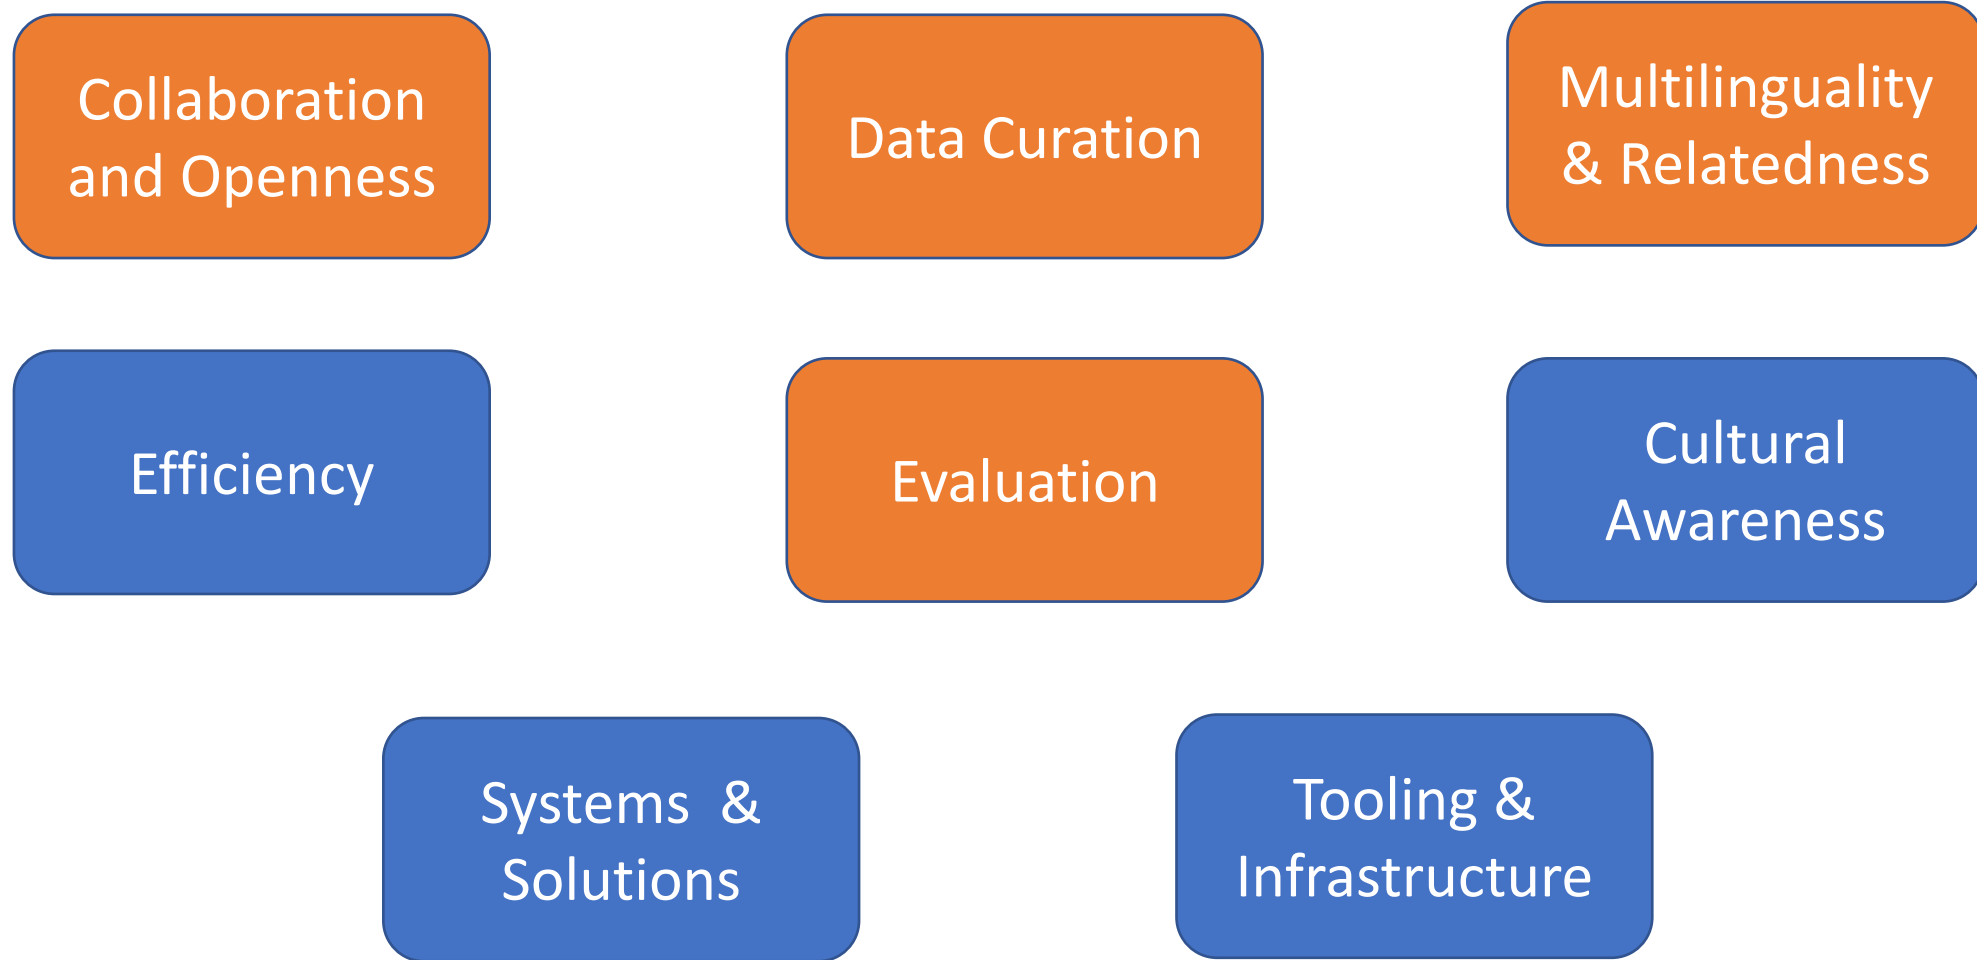 Collaboration
and Openness
Data Curation
Multilinguality
& Relatedness
Efficiency
Evaluation
Cultural
Awareness
Systems  &
Solutions
Tooling &
Infrastructure